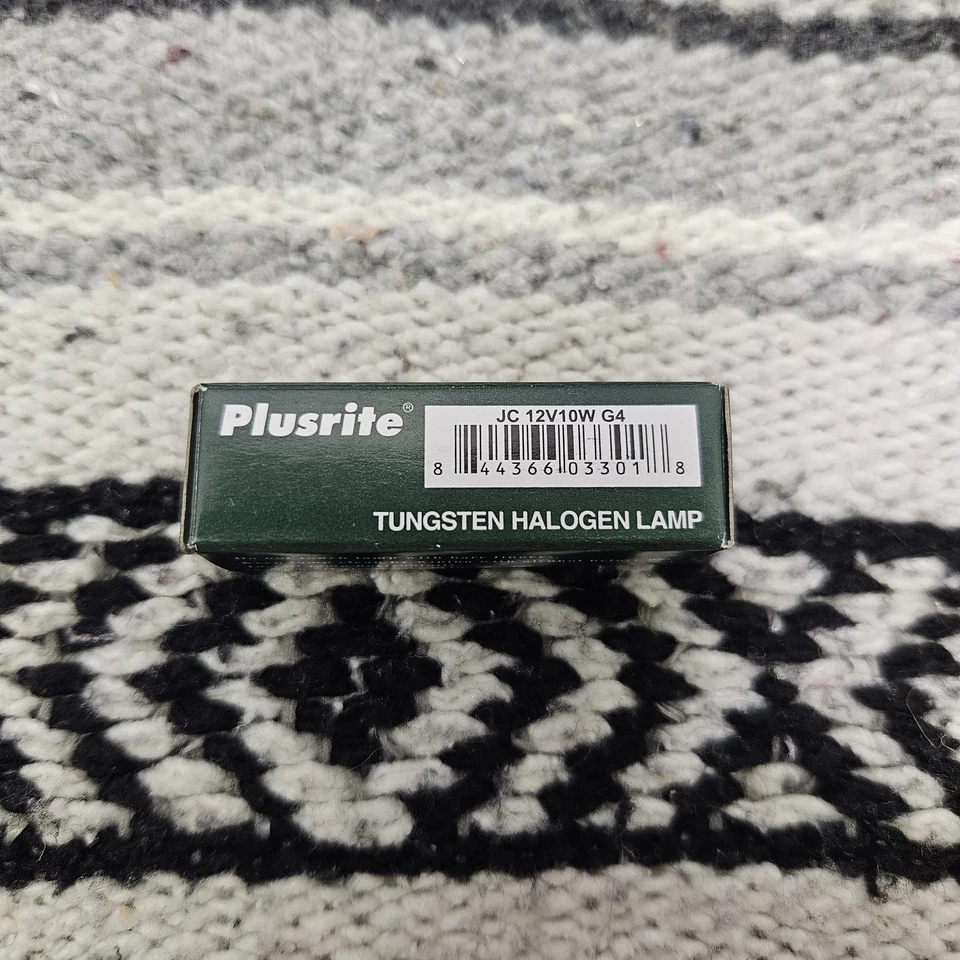 Plusrite®
JC 12V10W G4
8 44366 03301 8
TUNGSTEN HALOGEN LAMP